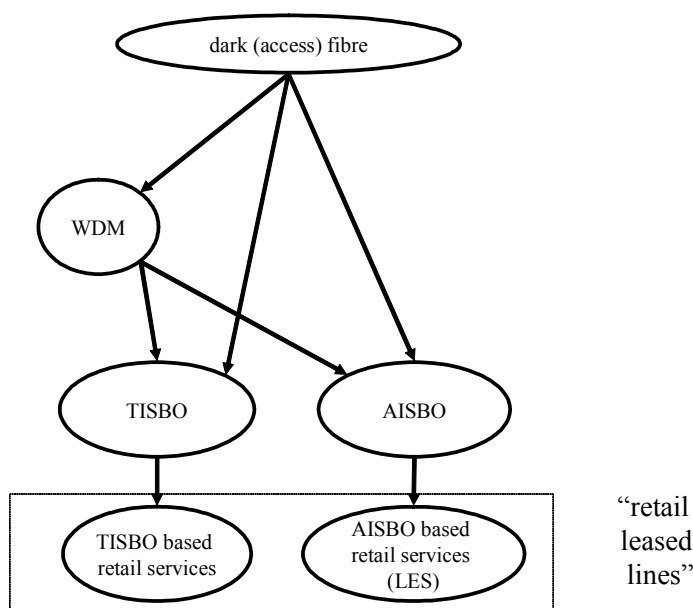 dark (access) fibre
WDM
TISBO
AISBO
TISBO based
retail services
AISBO based
retail services
(LES)
“retail
leased
lines”